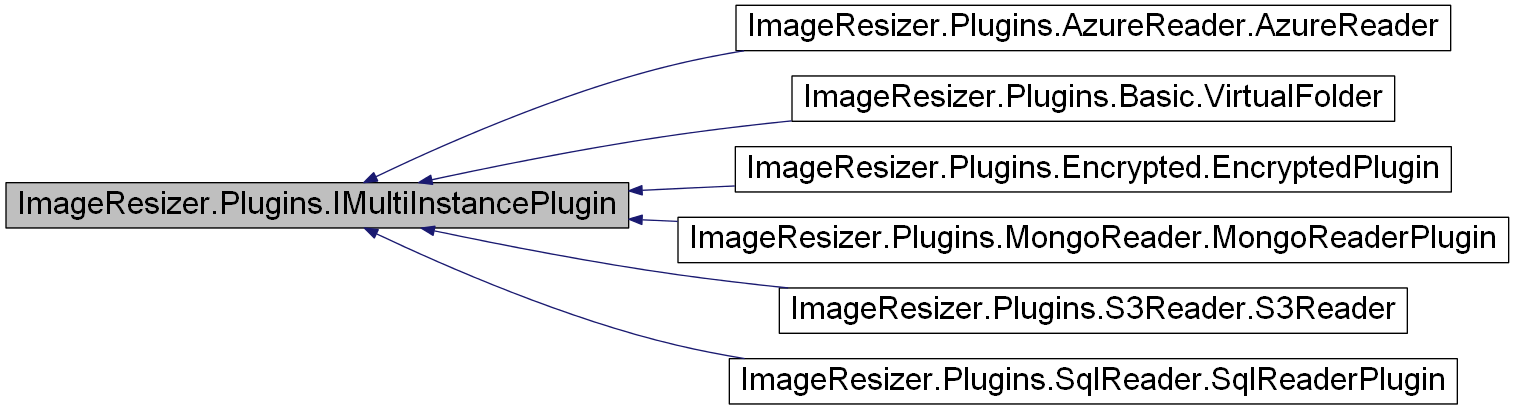 ImageResizer.Plugins.AzureReader.AzureReader
ImageResizer.Plugins.Basic.VirtualFolder
ImageResizer.Plugins.Encrypted.EncryptedPlugin
ImageResizer.Plugins.IMultiInstancePlugin
ImageResizer.Plugins.MongoReader.MongoReaderPlugin
ImageResizer.Plugins.S3Reader.S3Reader
ImageResizer.Plugins.SqlReader.SqlReaderPlugin